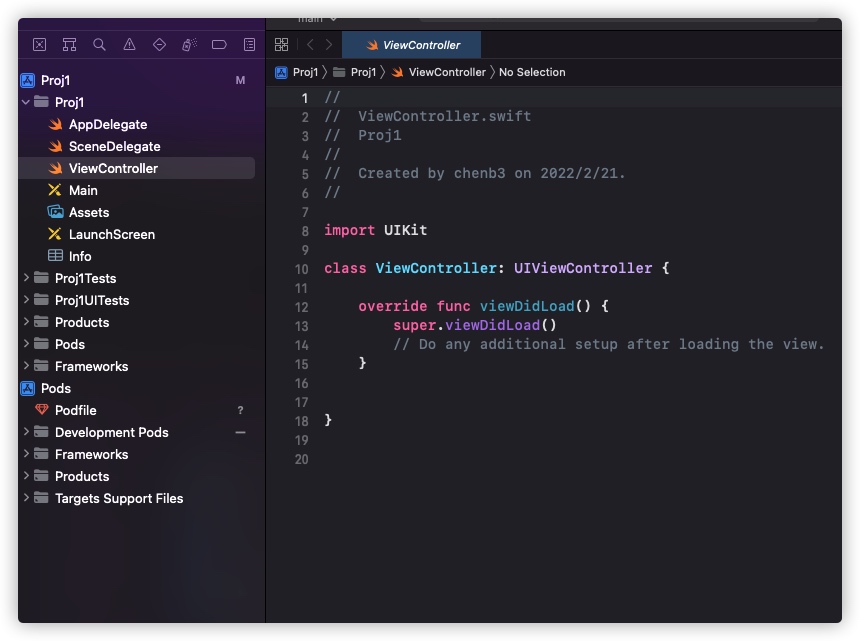 main
ViewController
Proj1
M
Proj1
AppDelegate
SceneDelegate
ViewController
Main
Assets
LaunchScreen
Info
Proj1Tests
Proj1UITests
Products
Pods
Frameworks
Pods
Podfile
?
Development Pods
—
Frameworks
Products
Targets Support Files
Proj1 〉 Proj1 〉 ViewController 〉 No Selection
1 //
2 //  ViewController.swift
3 //  Proj1
4 //
5 //  Created by chenb3 on 2022/2/21.
6 //
7
8 import UIKit
9
10 class ViewController: UIViewController {
11
12     override func viewDidLoad() {
13         super.viewDidLoad()
14         // Do any additional setup after loading the view.
15     }
16
17
18 }
19
20